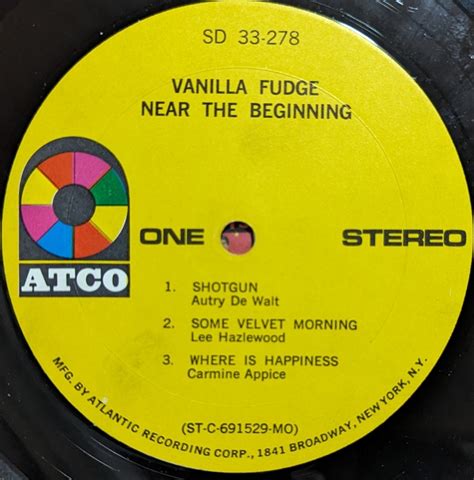 SD 33-278
VANILLA FUDGE
NEAR THE BEGINNING
ATCO
ONE
STEREO
1. SHOTGUN
Autry De Walt
2. SOME VELVET MORNING
Lee Hazlewood
3. WHERE IS HAPPINESS
Carmine Appice
(ST-C-691529-MO)
MFG. BY ATLANTIC RECORDING CORP., 1841 BROADWAY, NEW YORK, N.Y.